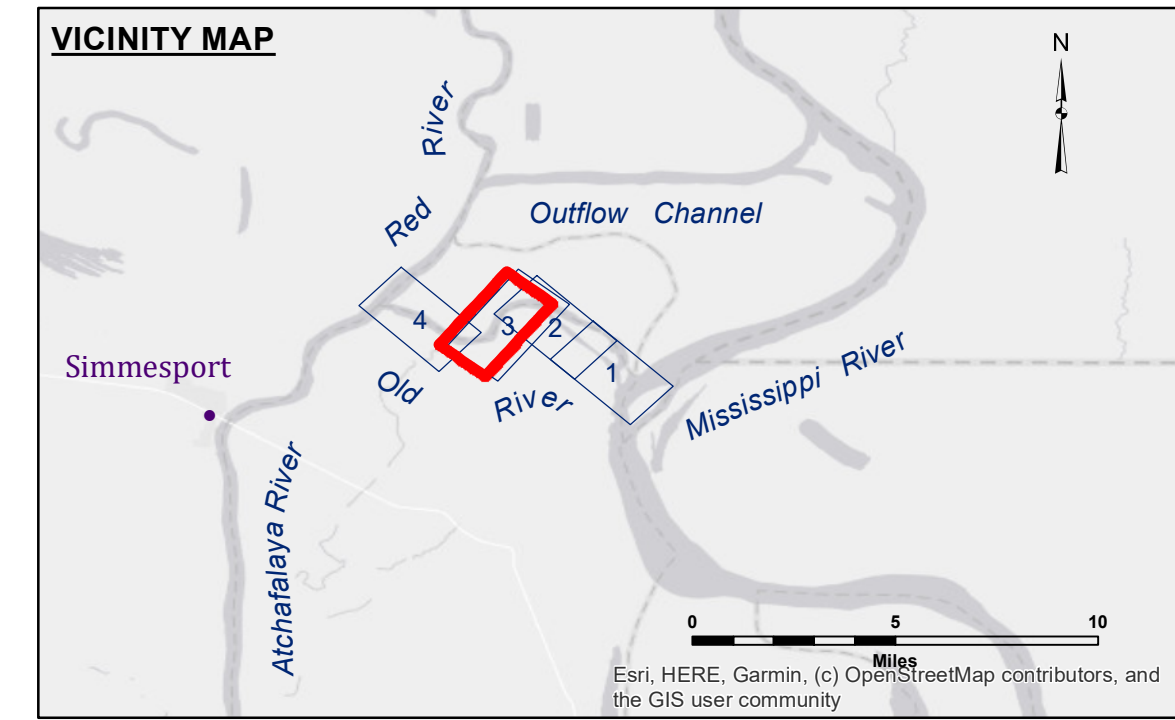 VICINITY MAP
N
Red River
Outflow Channel
4
3
2
1
Simmesport
Old River
Mississippi River
Atchafalaya River
0 5 10
Miles
Esri, HERE, Garmin, (c) OpenStreetMap contributors, and
the GIS user community